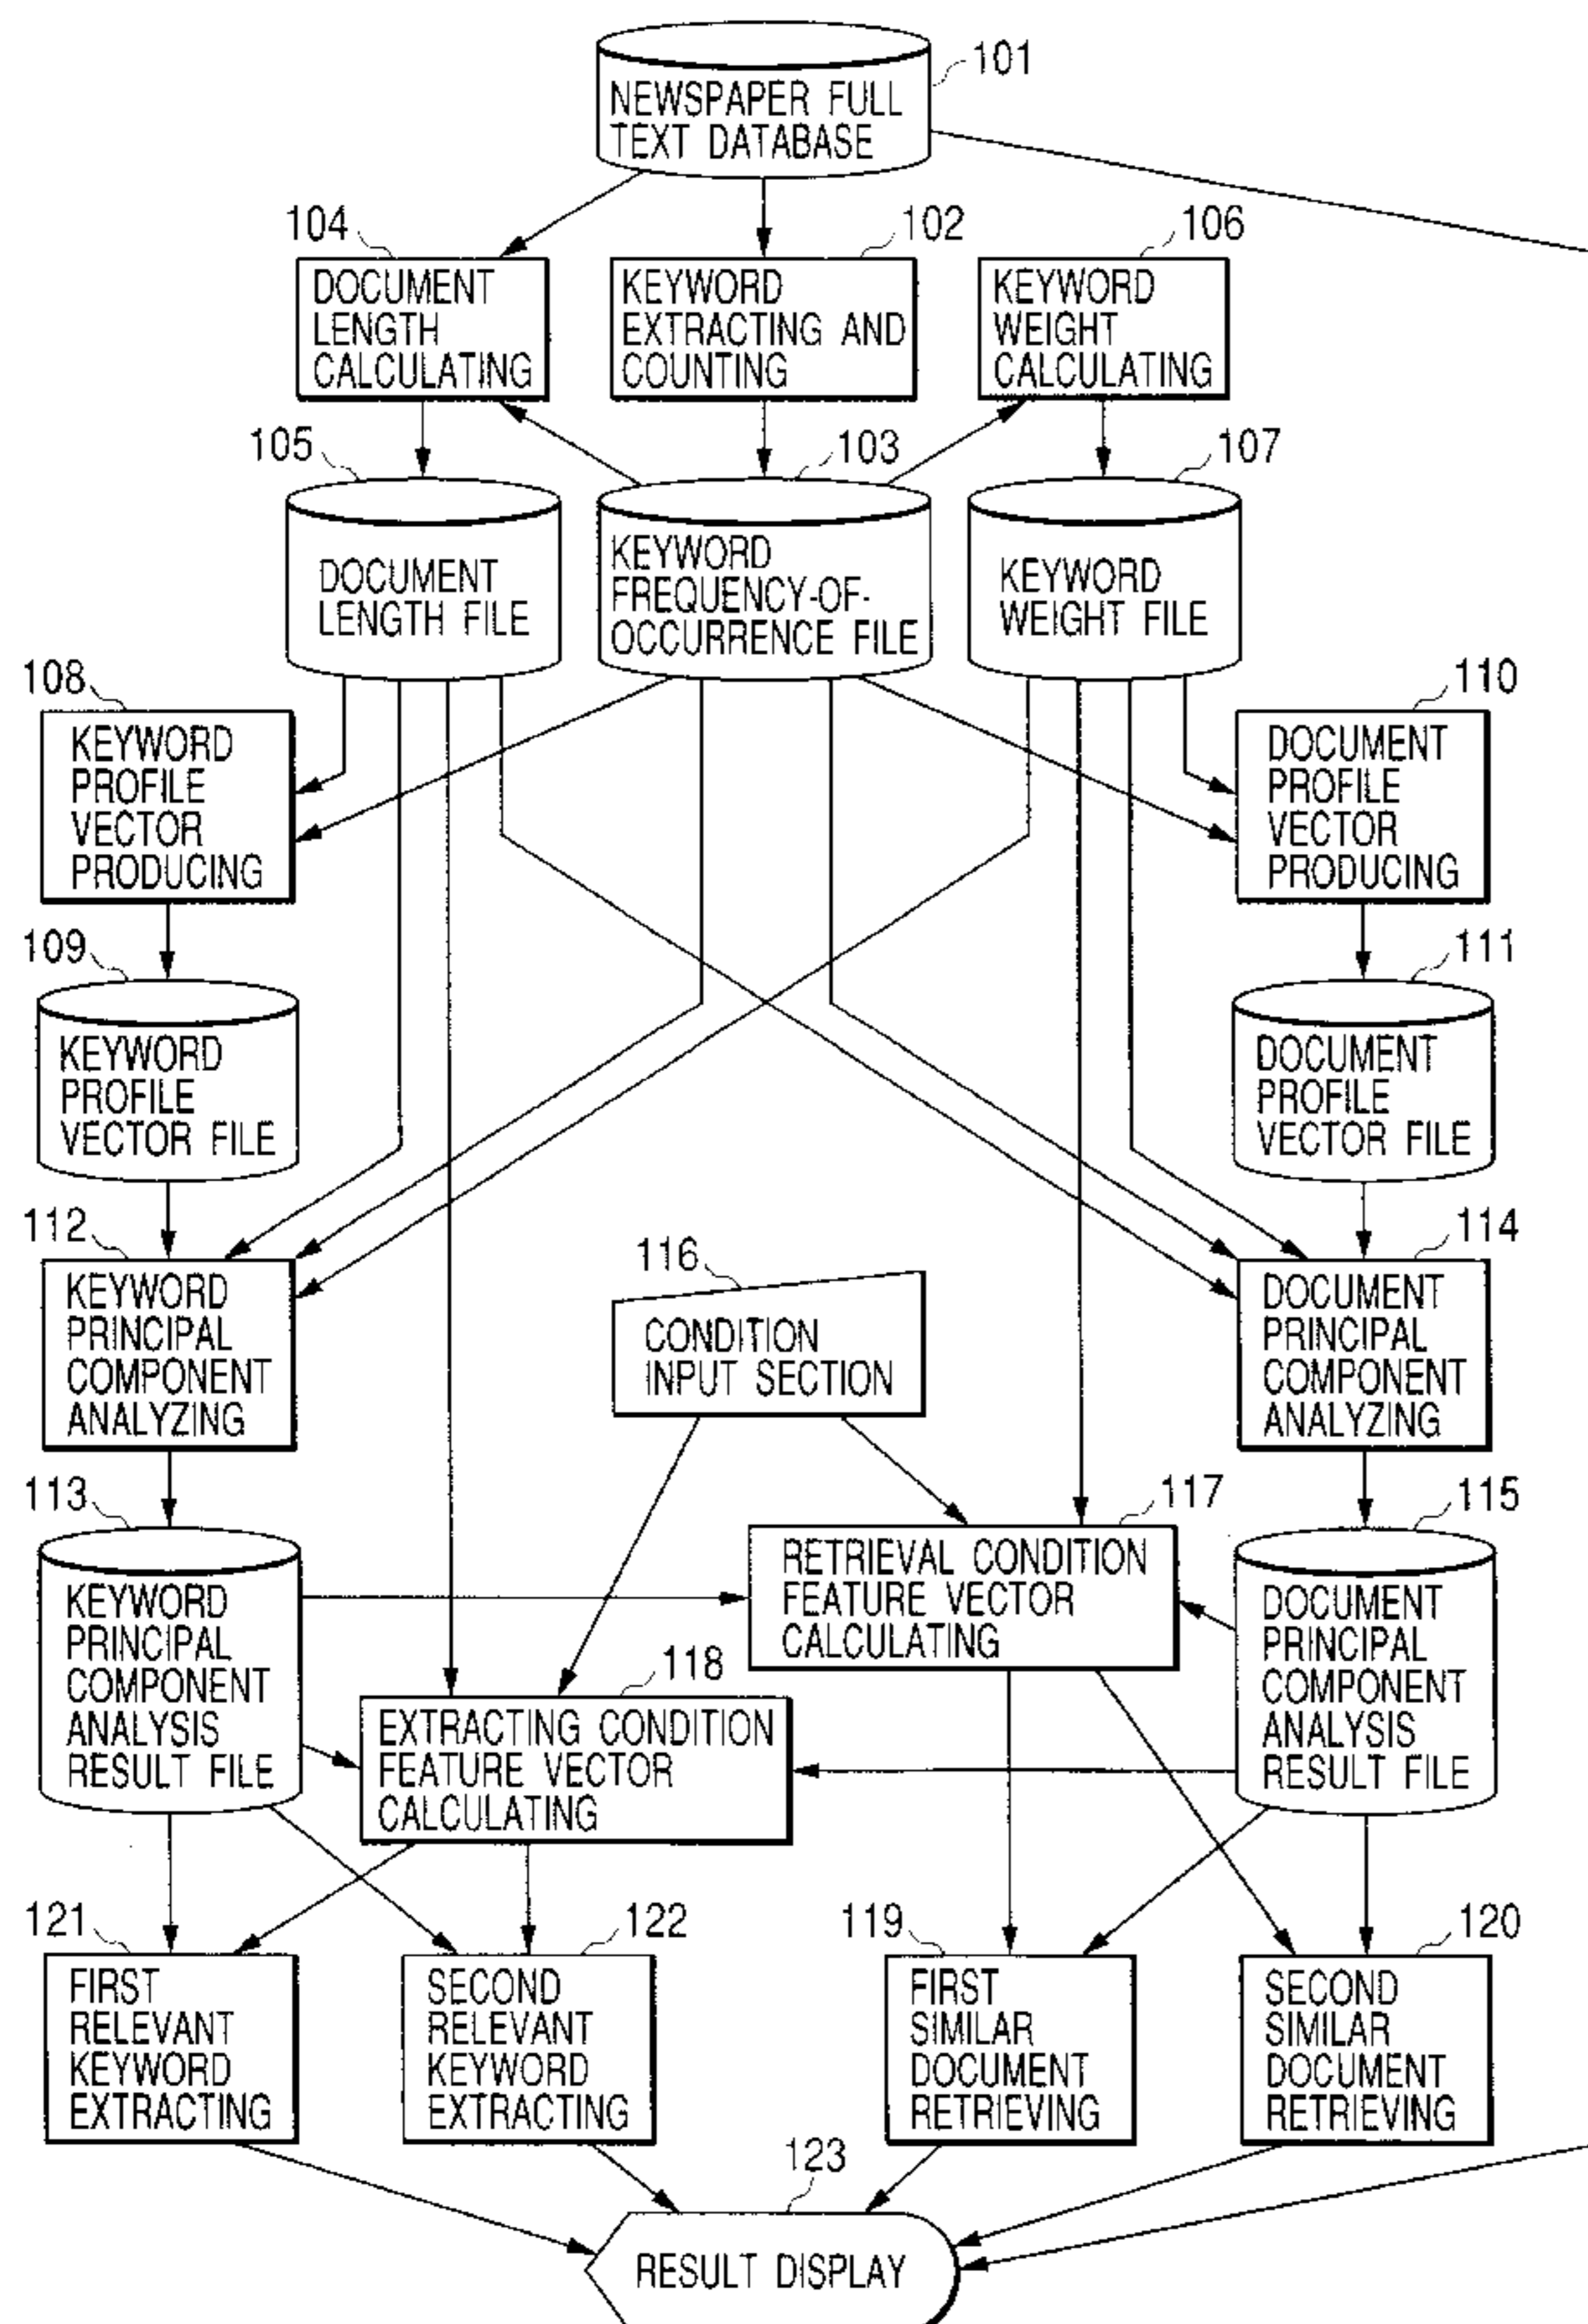 101
NEWSPAPER FULL
TEXT DATABASE
104
102
106
DOCUMENT
LENGTH
CALCULATING
KEYWORD
EXTRACTING AND
COUNTING
KEYWORD
WEIGHT
CALCULATING
105
103
107
DOCUMENT
LENGTH FILE
KEYWORD
FREQUENCY-OF-
OCCURRENCE FILE
KEYWORD
WEIGHT FILE
108
110
KEYWORD
PROFILE
VECTOR
PRODUCING
DOCUMENT
PROFILE
VECTOR
PRODUCING
109
111
KEYWORD
PROFILE
VECTOR FILE
DOCUMENT
PROFILE
VECTOR FILE
112
114
KEYWORD
PRINCIPAL
COMPONENT
ANALYZING
116
CONDITION
INPUT SECTION
DOCUMENT
PRINCIPAL
COMPONENT
ANALYZING
113
117
115
KEYWORD
PRINCIPAL
COMPONENT
ANALYSIS
RESULT FILE
RETRIEVAL CONDITION
FEATURE VECTOR
CALCULATING
DOCUMENT
PRINCIPAL
COMPONENT
ANALYSIS
RESULT FILE
118
EXTRACTING CONDITION
FEATURE VECTOR
CALCULATING
121
122
119
120
FIRST
RELEVANT
KEYWORD
EXTRACTING
SECOND
RELEVANT
KEYWORD
EXTRACTING
FIRST
SIMILAR
DOCUMENT
RETRIEVING
SECOND
SIMILAR
DOCUMENT
RETRIEVING
123
RESULT DISPLAY